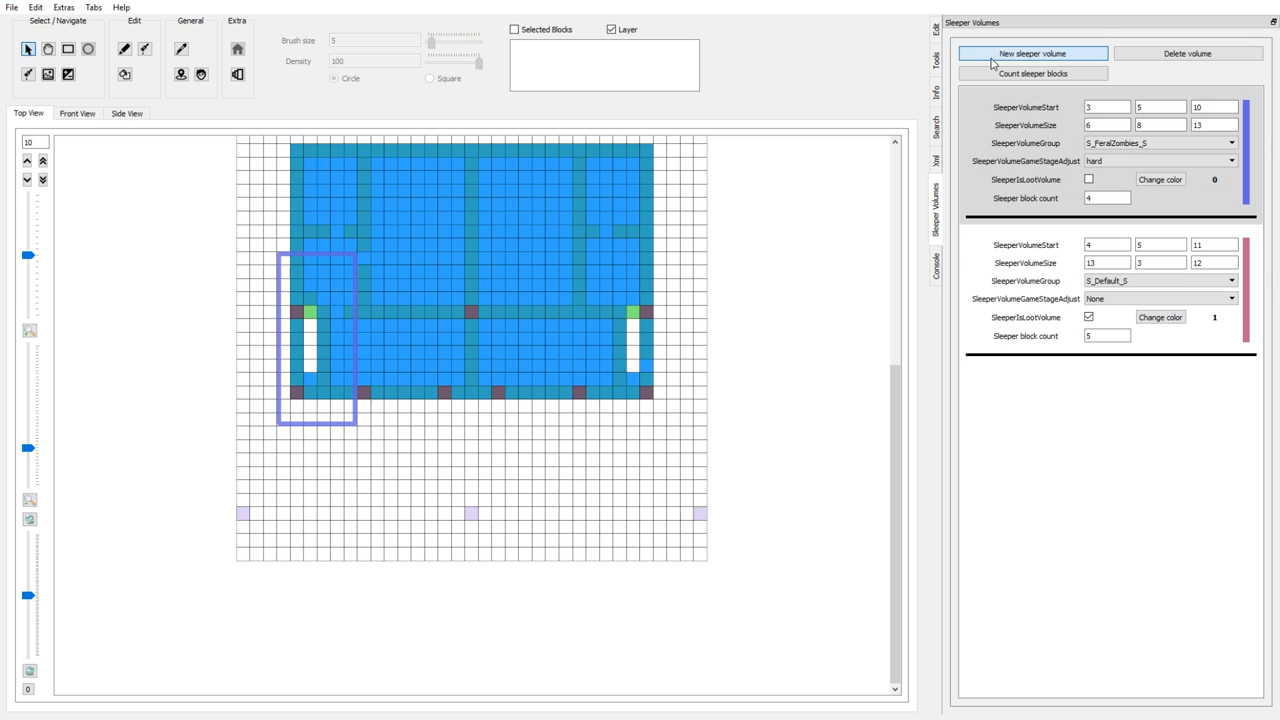 File Edit Extras Tabs Help
Select / Navigate Edit General Extra
Brush size 5
Density 100
Circle Square
Selected Blocks Layer
Top View Front View Side View
10
0
Edit
Tools
Info
Search
Xml
Sleeper Volumes
Console
Sleeper Volumes
New sleeper volume Delete volume
Count sleeper blocks
SleeperVolumeStart 3 5 10
SleeperVolumeSize 6 8 13
SleeperVolumeGroup S_FeralZombies_S
SleeperVolumeGameStageAdjust hard
SleeperIsLootVolume Change color 0
Sleeper block count 4
SleeperVolumeStart 4 5 11
SleeperVolumeSize 13 3 12
SleeperVolumeGroup S_Default_S
SleeperVolumeGameStageAdjust None
SleeperIsLootVolume Change color 1
Sleeper block count 5